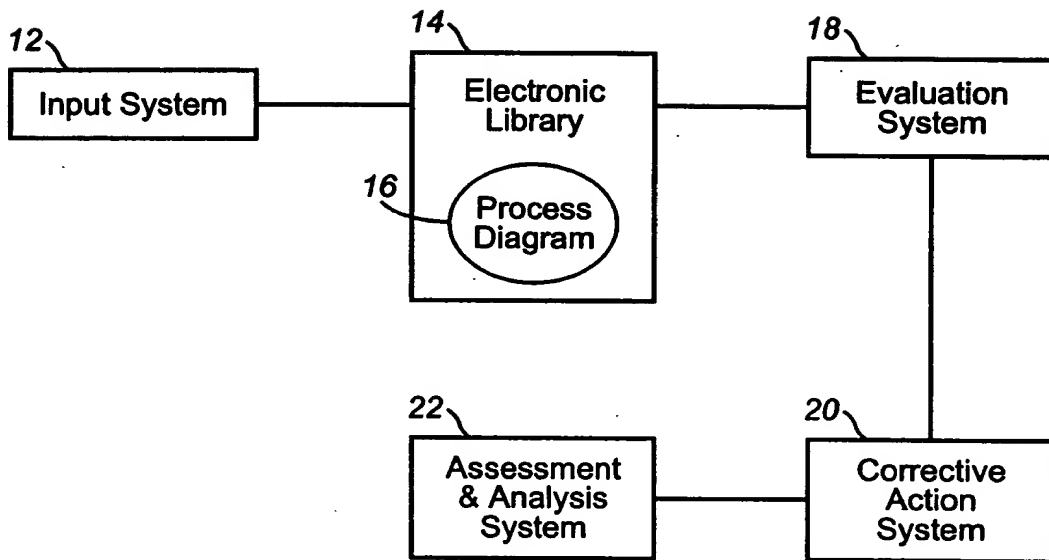 12
Input System
14
Electronic
Library
16
Process
Diagram
18
Evaluation
System
22
Assessment
& Analysis
System
20
Corrective
Action
System